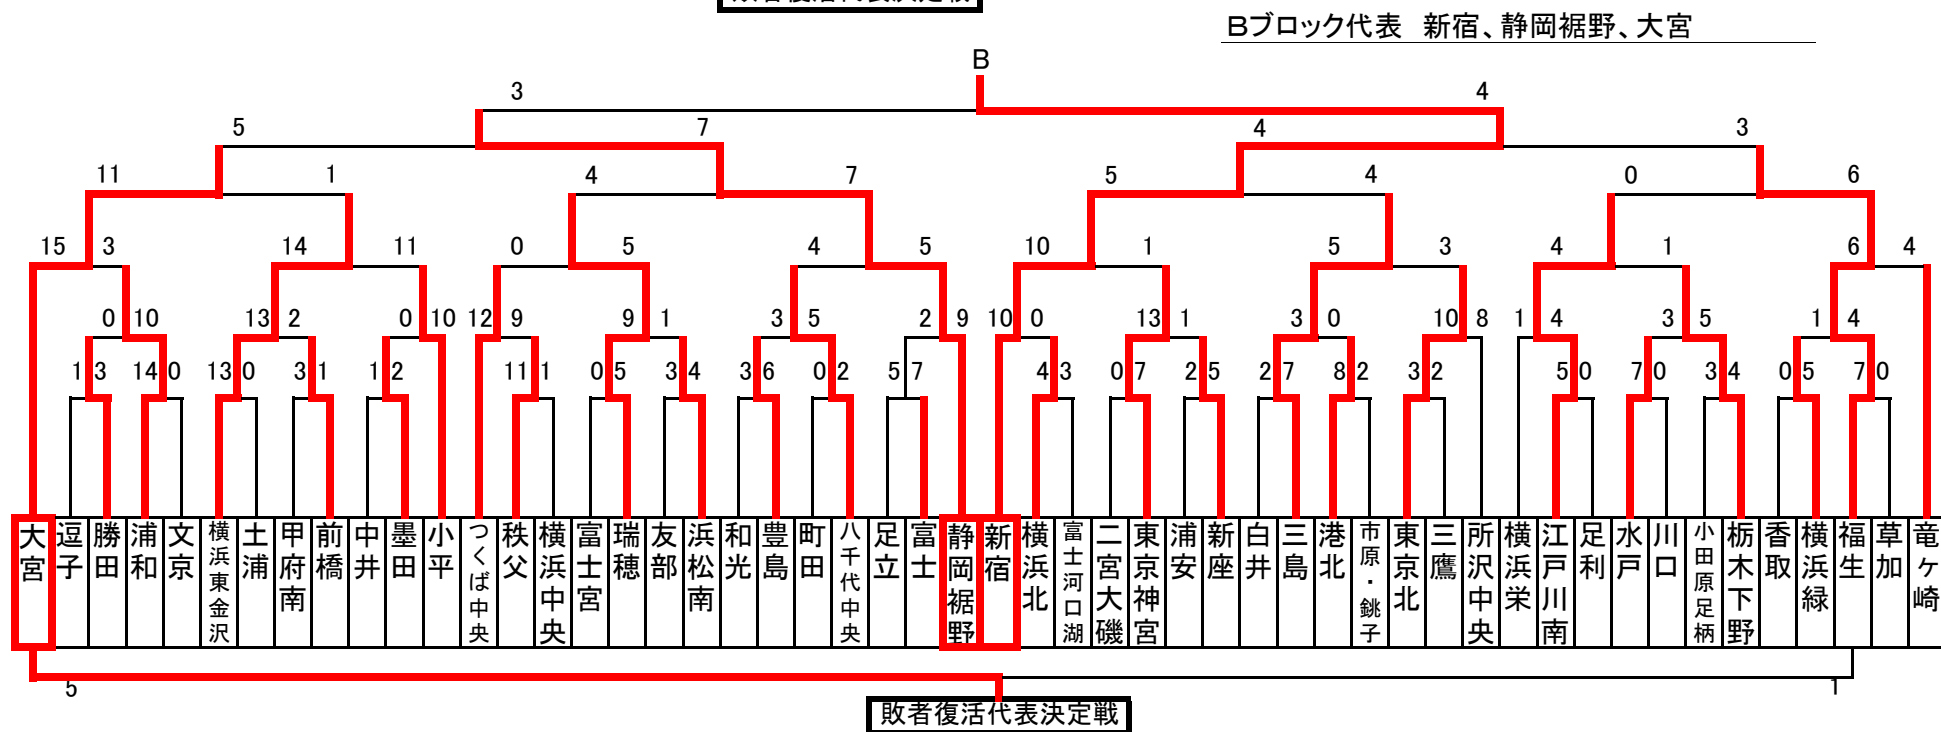 敗者復活代表決定戦
Bブロック代表　新宿、静岡裾野、大宮
B
3 4
5 7 4 3
11 1 4 7 5 4 0 6
15 3 14 11 0 5 4 5 10 1 5 3 4 1 6 4
0 10 13 2 0 10 12 9 9 1 3 5 2 9 10 0 13 1 3 0 10 8 1 4 3 5 1 4
1 3 14 0 13 0 3 1 1 2 11 1 0 5 3 4 3 6 0 2 5 7 4 3 0 7 2 5 2 7 8 2 3 2 5 0 7 0 3 4 0 5 7 0
大宮
逗子
勝田
浦和
文京
横浜東金沢
土浦
甲府南
前橋
中井
墨田
小平
つくば中央
秩父
横浜中央
富士宮
瑞穂
友部
浜松南
和光
豊島
町田
八千代中央
足立
富士
静岡裾野
新宿
横浜北
富士河口湖
二宮大磯
東京神宮
浦安
新座
白井
三島
港北
市原・銚子
東京北
三鷹
所沢中央
横浜栄
江戸川南
足利
水戸
川口
小田原足柄
栃木下野
香取
横浜緑
福生
草加
竜ヶ崎
5 1
敗者復活代表決定戦